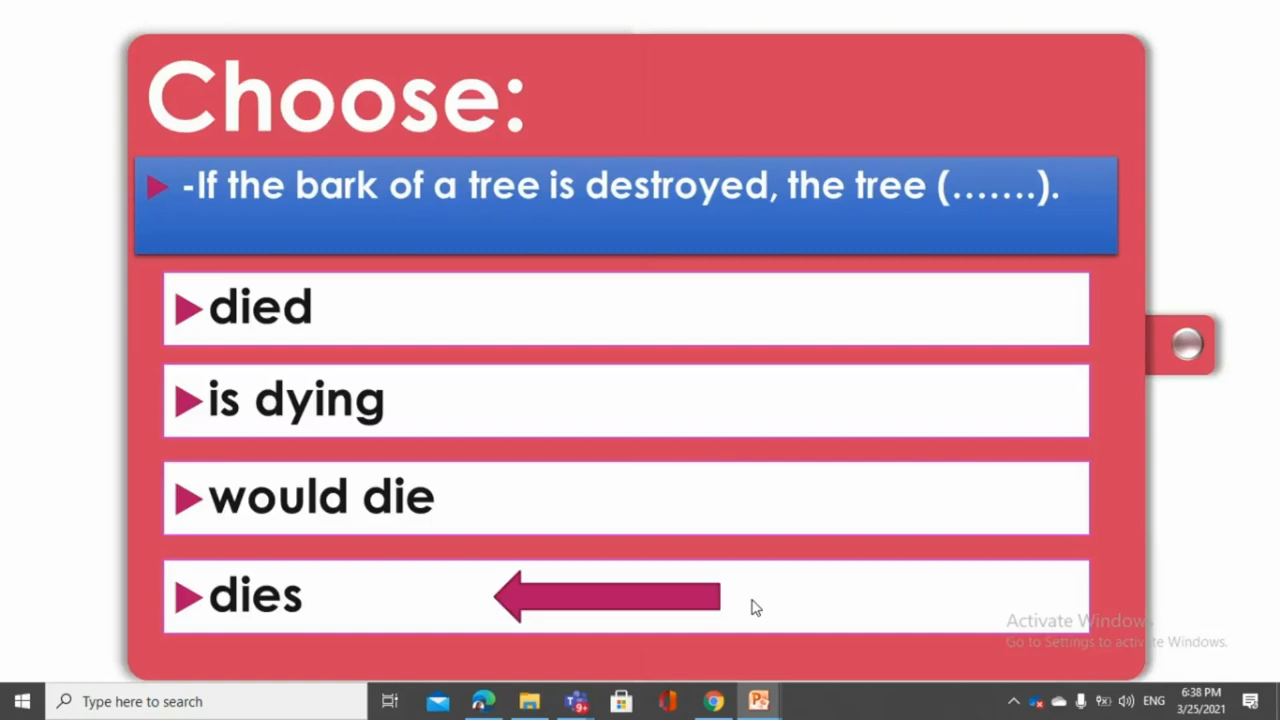 Choose:
-If the bark of a tree is destroyed, the tree (.......).
died
is dying
would die
dies
Activate Windows
Go to Settings to activate Windows.
Type here to search
9+
ENG
6:38 PM
3/25/2021